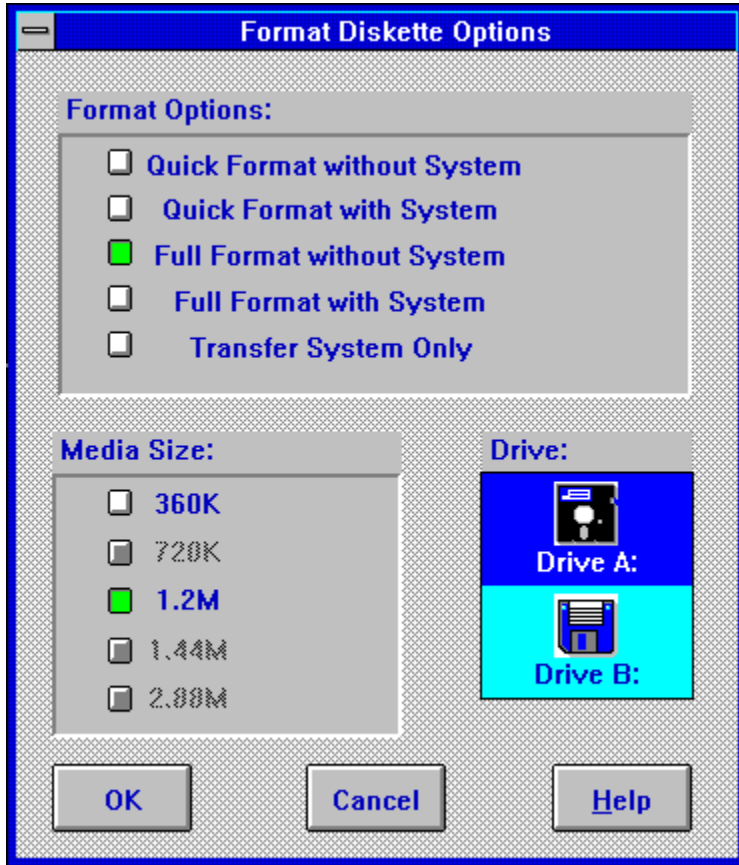 Format Diskette Options
Format Options:
Quick Format without System
Quick Format with System
Full Format without System
Full Format with System
Transfer System Only
Media Size:
360K
720K
1.2M
1.44M
2.88M
Drive:
Drive A:
Drive B:
OK
Cancel
Help